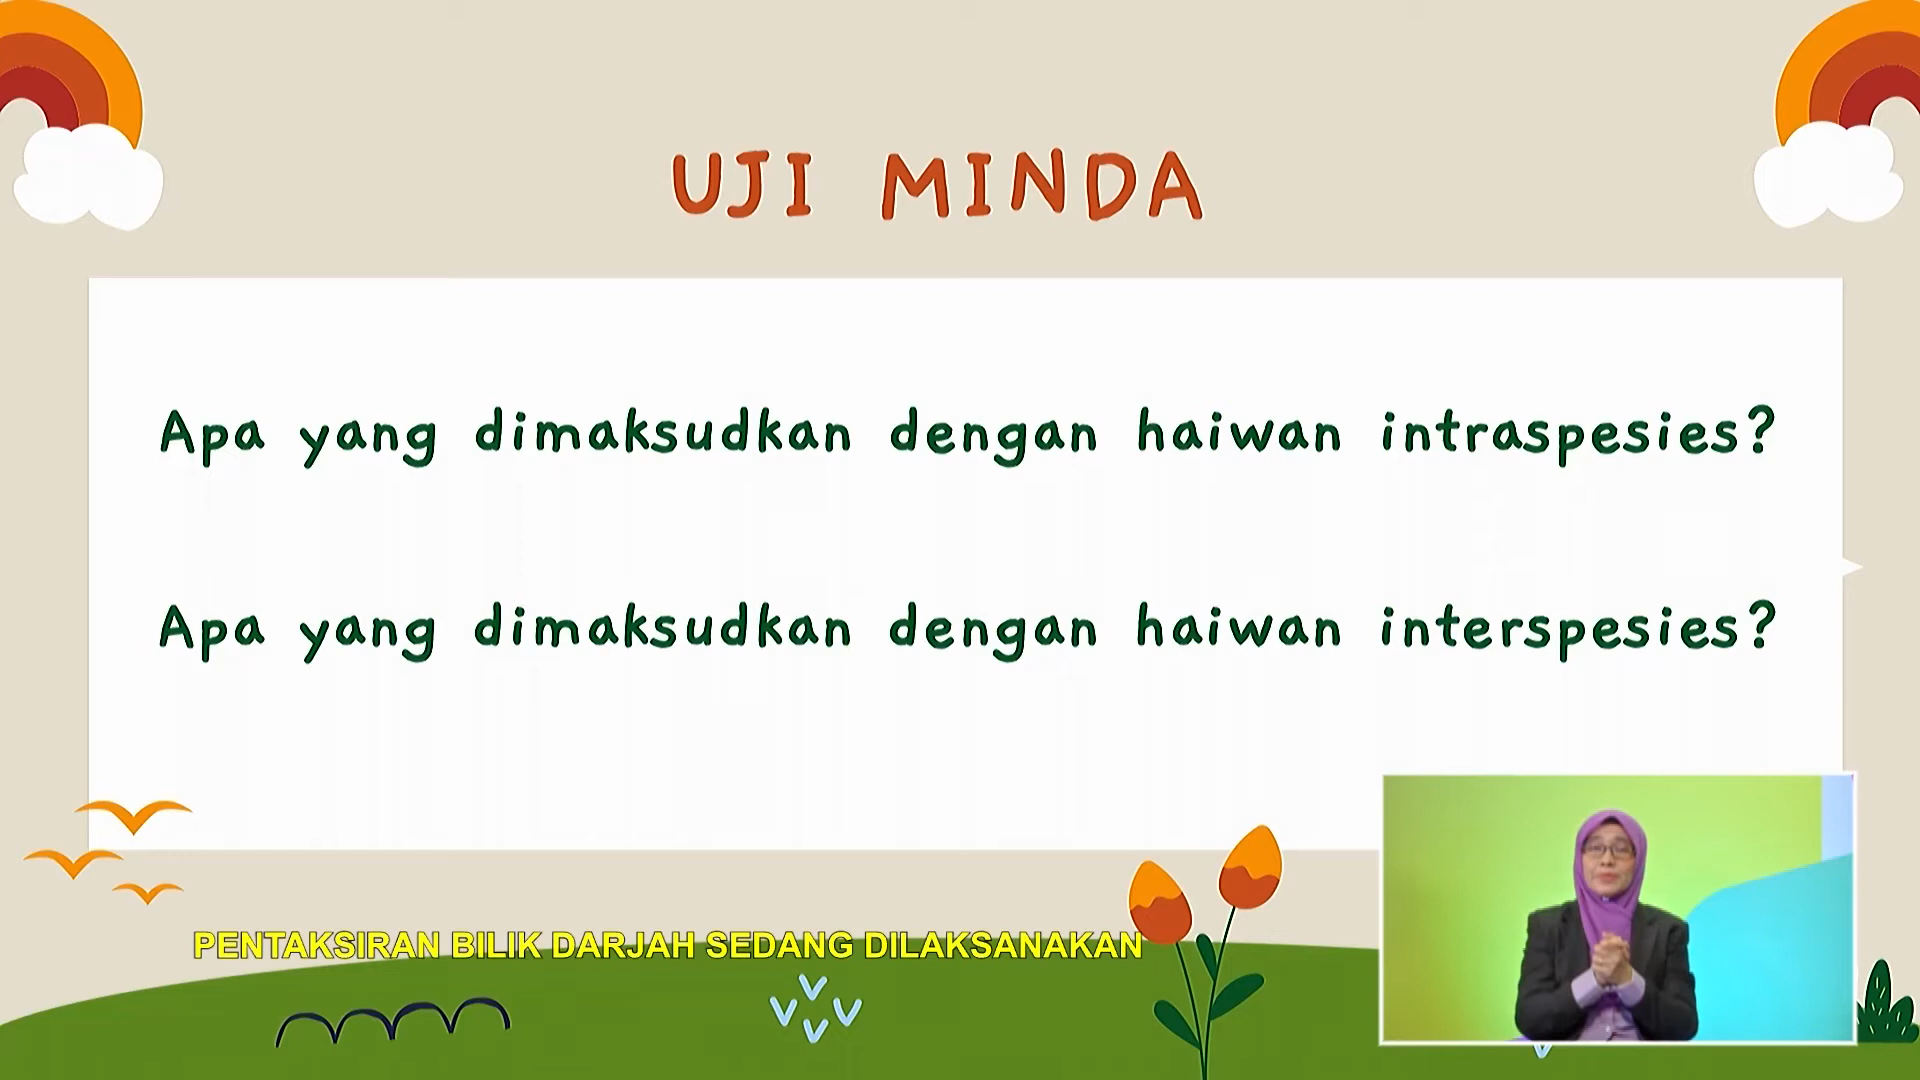 UJI MINDA
Apa yang dimaksudkan dengan haiwan intraspesies?
Apa yang dimaksudkan dengan haiwan interspesies?
PENTAKSIRAN BILIK DARJAH SEDANG DILAKSANAKAN